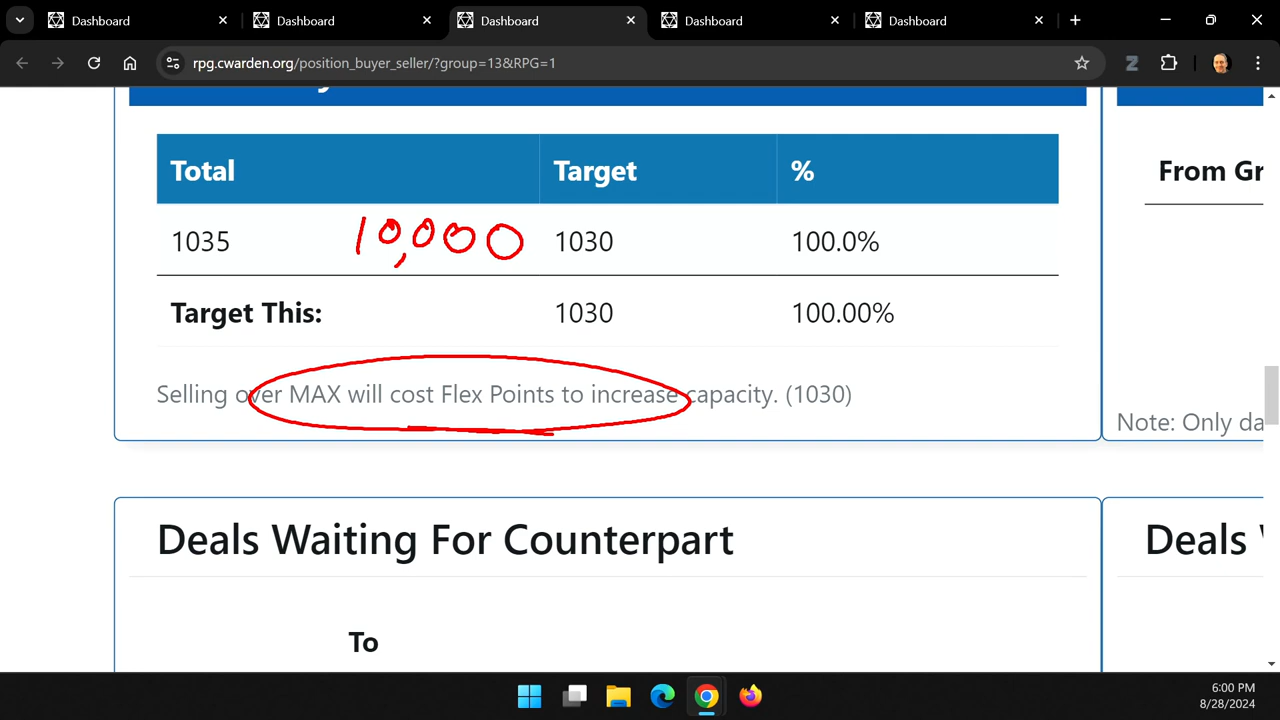 Dashboard Dashboard Dashboard Dashboard Dashboard
rpg.cwarden.org/position_buyer_seller/?group=13&RPG=1
Total Target %
1035 10,000 1030 100.0%
Target This: 1030 100.00%
Selling over MAX will cost Flex Points to increase capacity. (1030)
From Gr
Note: Only da
Deals Waiting For Counterpart
Deals
To
6:00 PM
8/28/2024